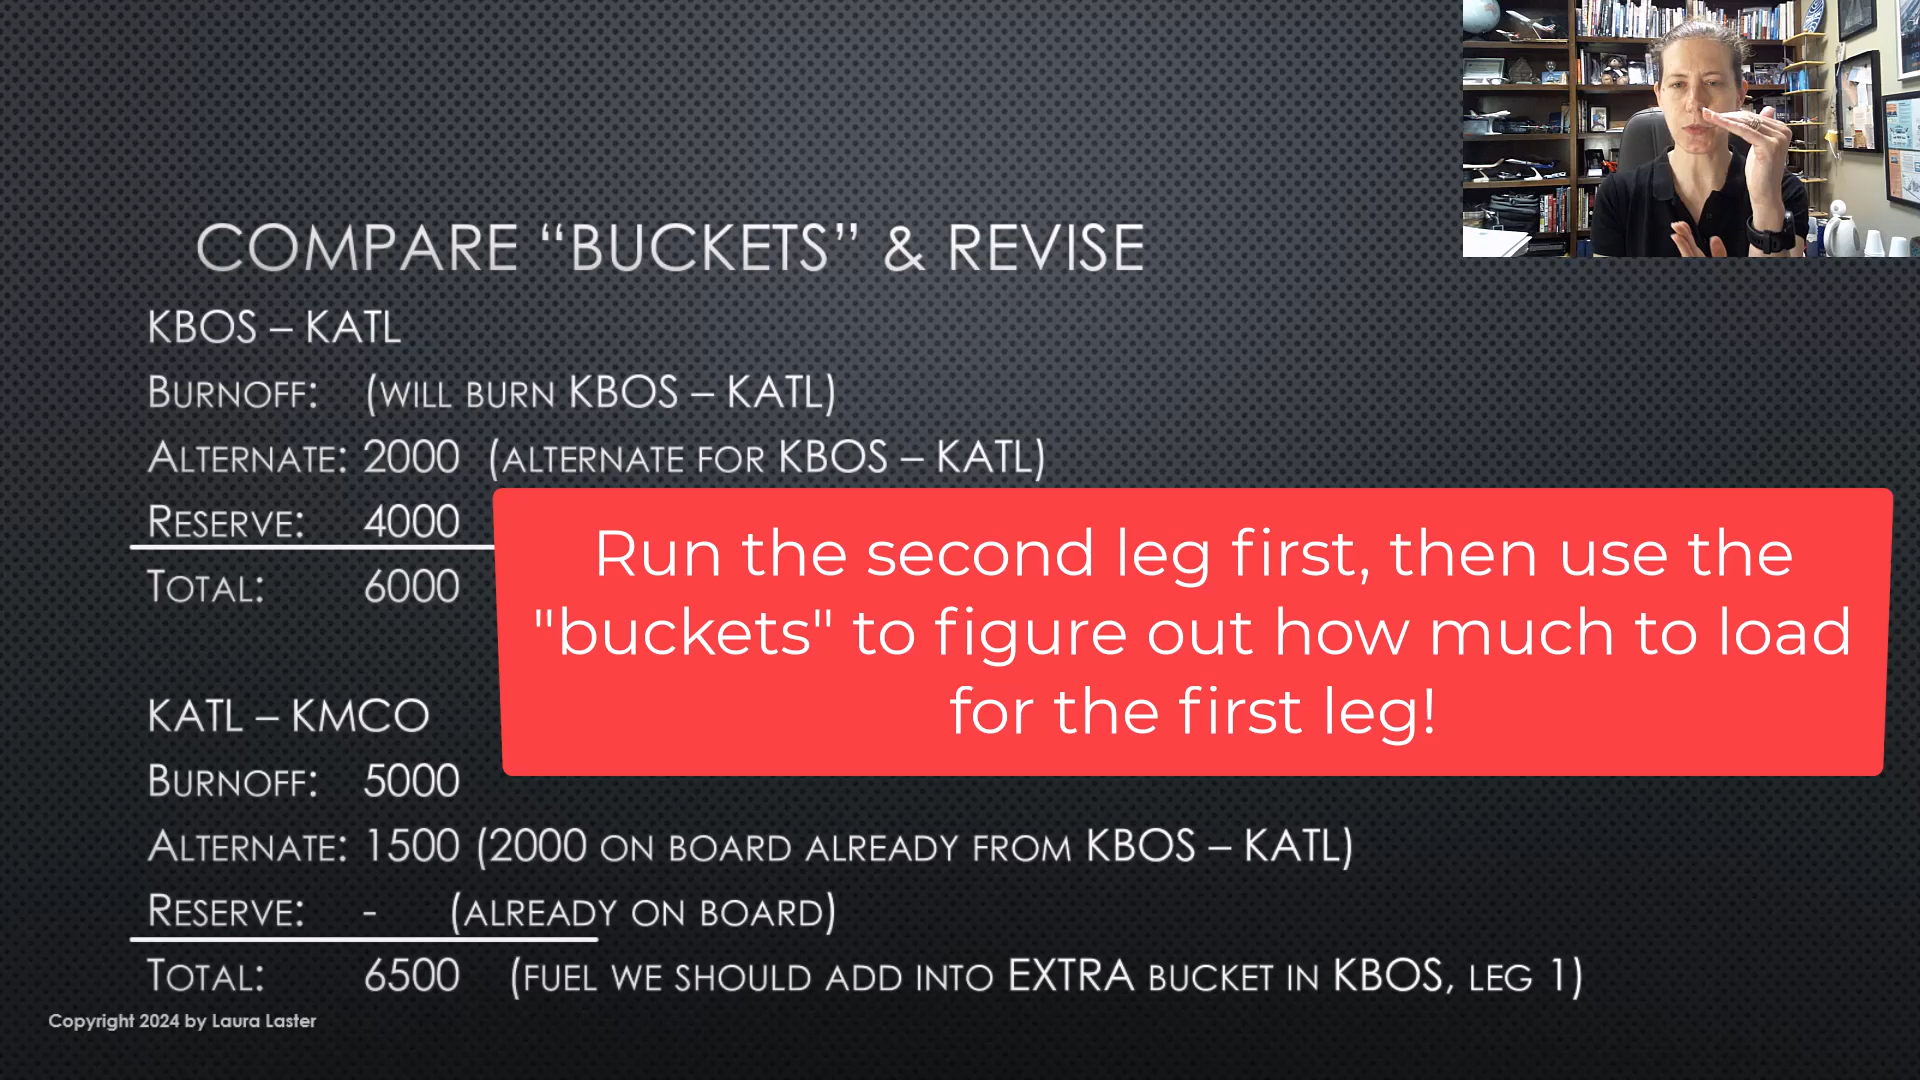 COMPARE “BUCKETS” & REVISE
KBOS – KATL
BURNOFF: (WILL BURN KBOS – KATL)
ALTERNATE: 2000 (ALTERNATE FOR KBOS – KATL)
RESERVE: 4000
TOTAL: 6000
Run the second leg first, then use the
"buckets" to figure out how much to load
for the first leg!
KATL – KMCO
BURNOFF: 5000
ALTERNATE: 1500 (2000 ON BOARD ALREADY FROM KBOS – KATL)
RESERVE: - (ALREADY ON BOARD)
TOTAL: 6500 (FUEL WE SHOULD ADD INTO EXTRA BUCKET IN KBOS, LEG 1)
Copyright 2024 by Laura Laster